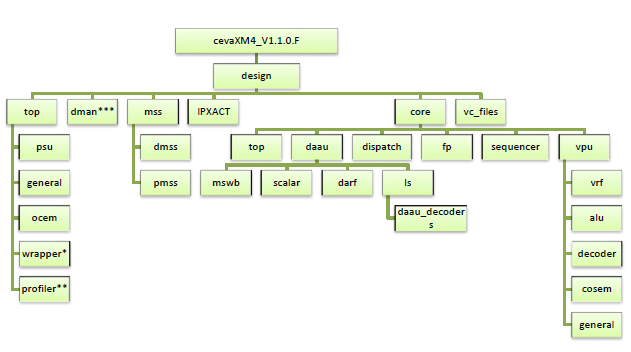 cevaXM4_V1.1.0.F
design
top
dman***
mss
IPXACT
core
vc_files
psu
general
ocem
wrapper*
profiler**
dmss
pmss
top
daau
dispatch
fp
sequencer
vpu
mswb
scalar
darf
ls
daau_decoder
s
vrf
alu
decoder
cosem
general